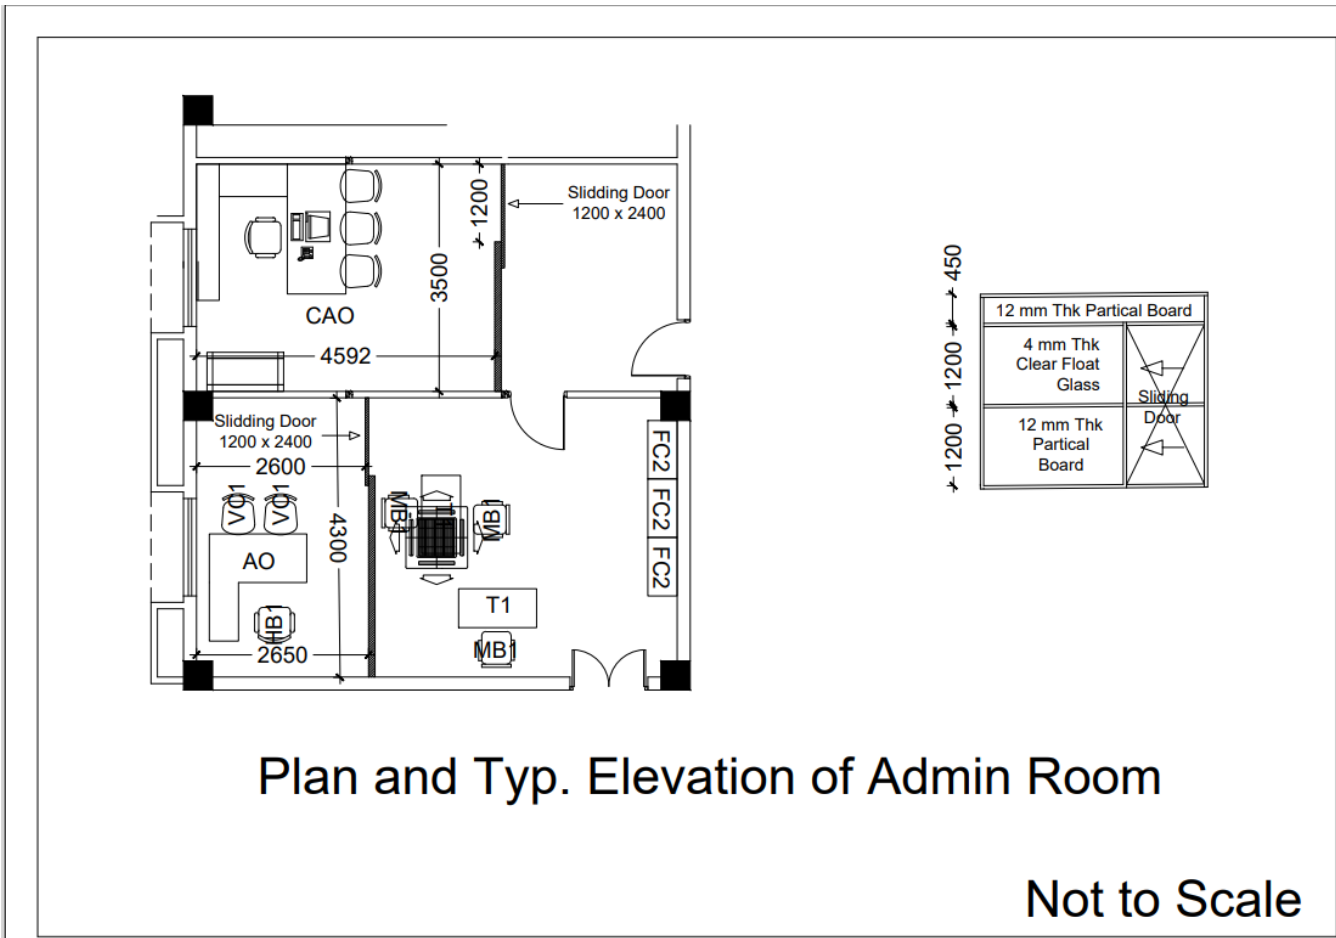 Slidding Door
1200 x 2400
1200
3500
CAO
4592
Slidding Door
1200 x 2400
2600
VO1
VO1
4300
AO
HB1
2650
MB1
MB1
T1
MB1
FC2
FC2
FC2
450
1200
1200
12 mm Thk Partical Board
4 mm Thk
Clear Float
Glass
12 mm Thk
Partical
Board
Sliding
Door
Plan and Typ. Elevation of Admin Room
Not to Scale